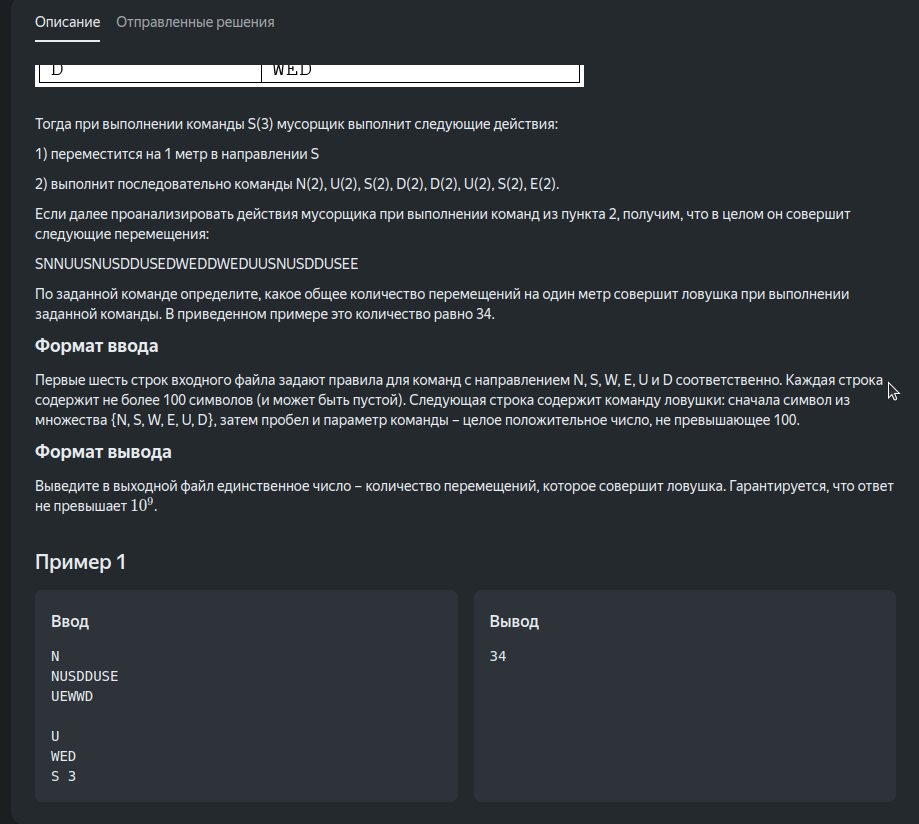 Описание Отправленные решения
D WED
Тогда при выполнении команды S(3) мусорщик выполнит следующие действия:
1) переместится на 1 метр в направлении S
2) выполнит последовательно команды N(2), U(2), S(2), D(2), D(2), U(2), S(2), E(2).
Если далее проанализировать действия мусорщика при выполнении команд из пункта 2, получим, что в целом он совершит
следующие перемещения:
SNNUUSNUSDDUSEDWEDDWEDUUSNUSDDUSEE
По заданной команде определите, какое общее количество перемещений на один метр совершит ловушка при выполнении
заданной команды. В приведенном примере это количество равно 34.
Формат ввода
Первые шесть строк входного файла задают правила для команд с направлением N, S, W, E, U и D соответственно. Каждая строка
содержит не более 100 символов (и может быть пустой). Следующая строка содержит команду ловушки: сначала символ из
множества {N, S, W, E, U, D}, затем пробел и параметр команды – целое положительное число, не превышающее 100.
Формат вывода
Выведите в выходной файл единственное число – количество перемещений, которое совершит ловушка. Гарантируется, что ответ
не превышает 10⁹.
Пример 1
Ввод Вывод
N 34
NUSDDUSE
UEWWD
U
WED
S 3